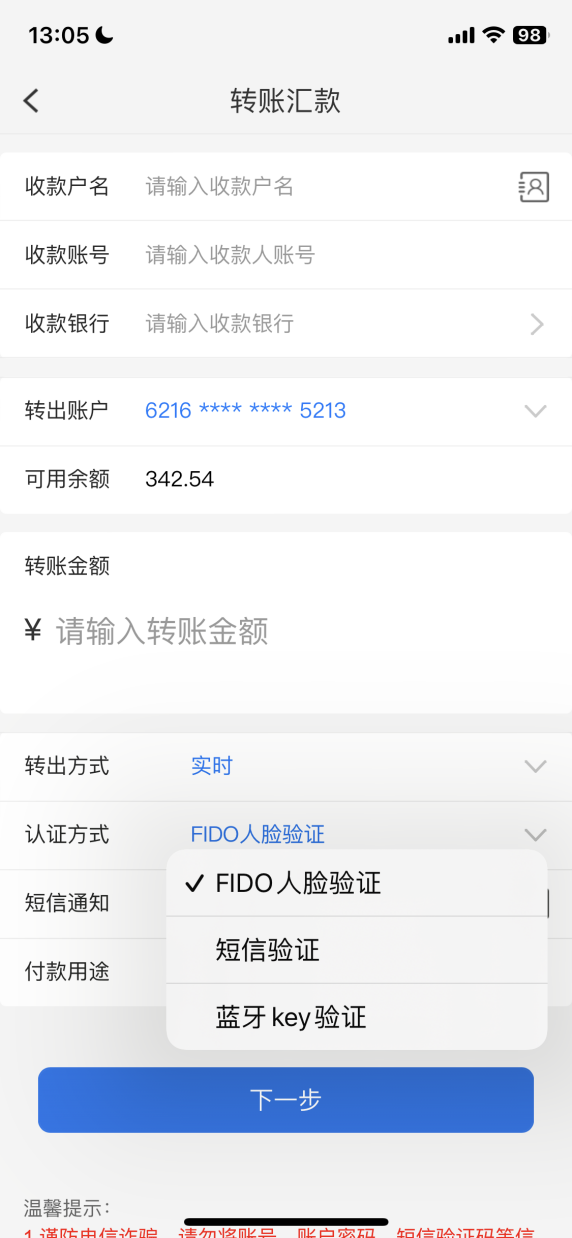 13:05
98
转账汇款
收款户名 请输入收款户名
收款账号 请输入收款人账号
收款银行 请输入收款银行
转出账户 6216 **** **** 5213
可用余额 342.54
转账金额
¥ 请输入转账金额
转出方式 实时
认证方式 FIDO人脸验证
✓ FIDO人脸验证
短信通知
短信验证
付款用途
蓝牙key验证
下一步
温馨提示:
1.谨防电信诈骗，请勿将账号、账户密码、短信验证码等信